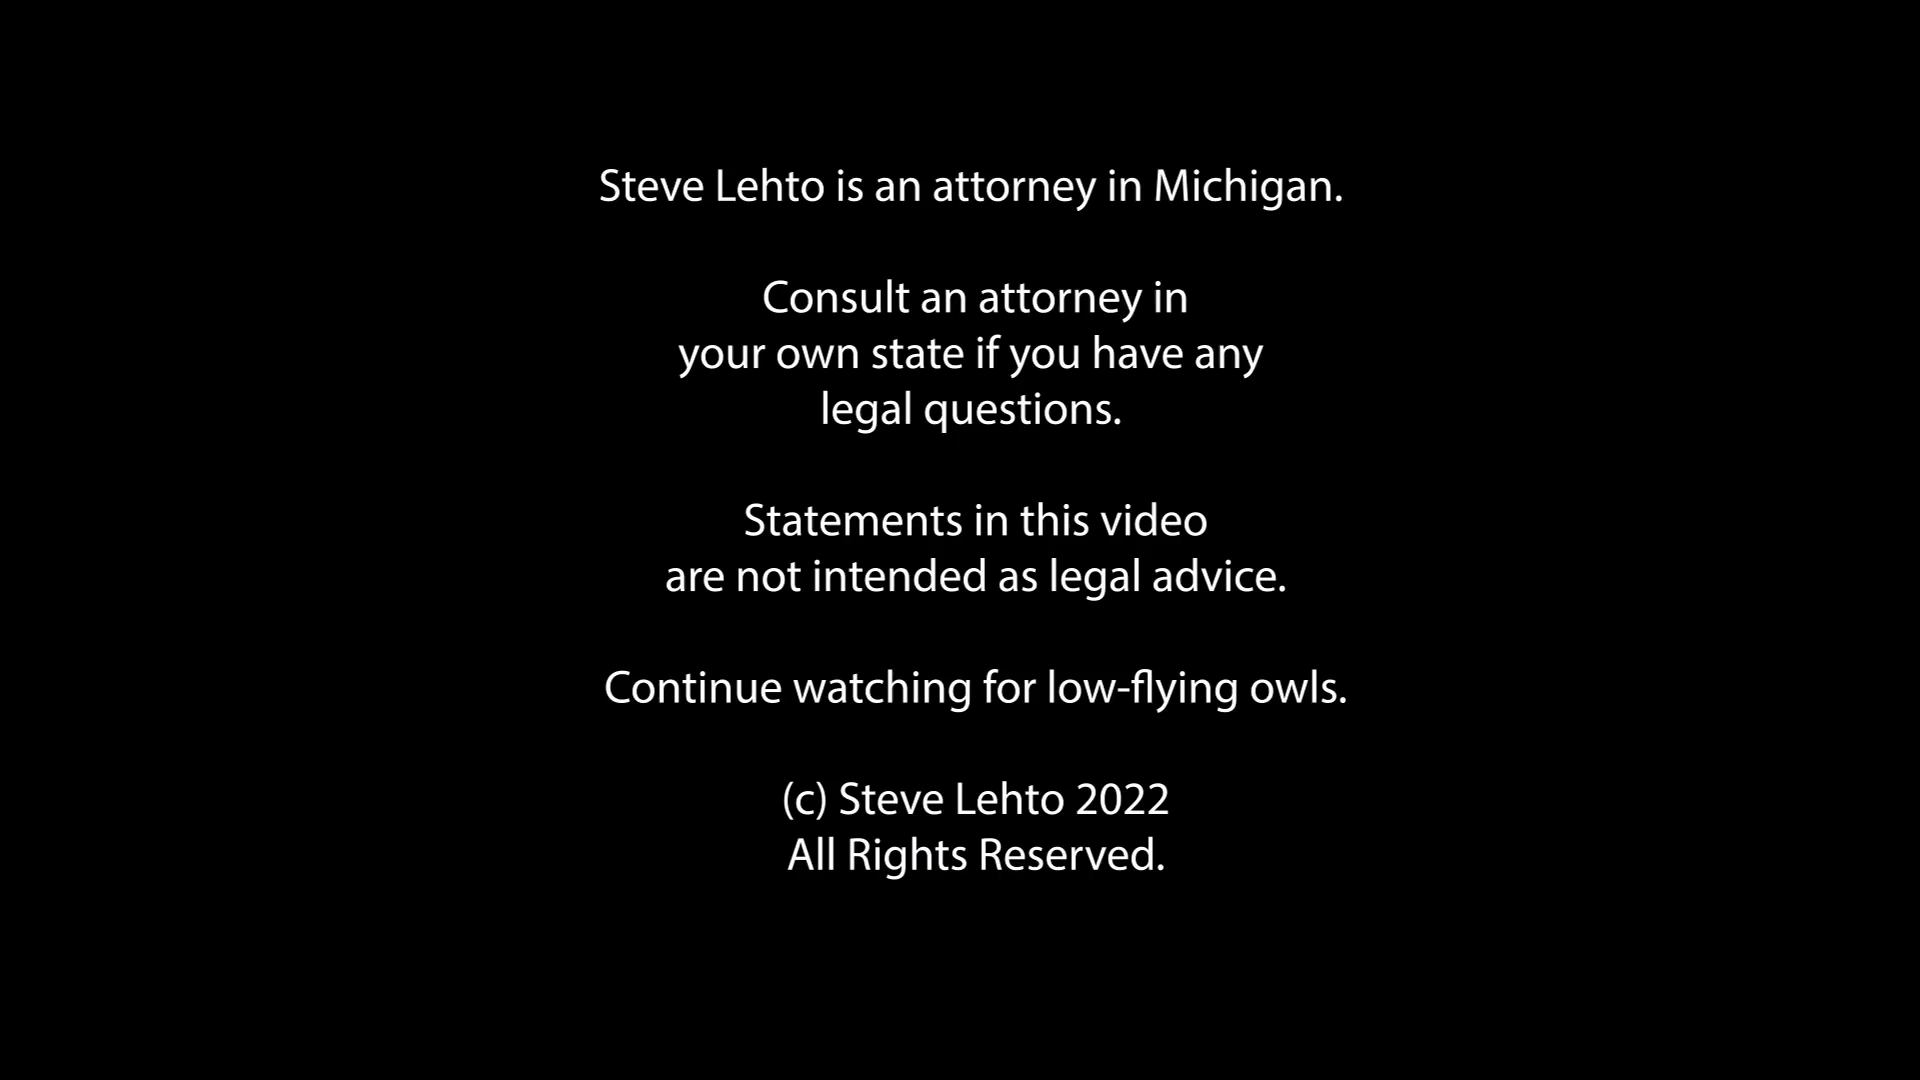 Steve Lehto is an attorney in Michigan.
Consult an attorney in
your own state if you have any
legal questions.
Statements in this video
are not intended as legal advice.
Continue watching for low-flying owls.
(c) Steve Lehto 2022
All Rights Reserved.